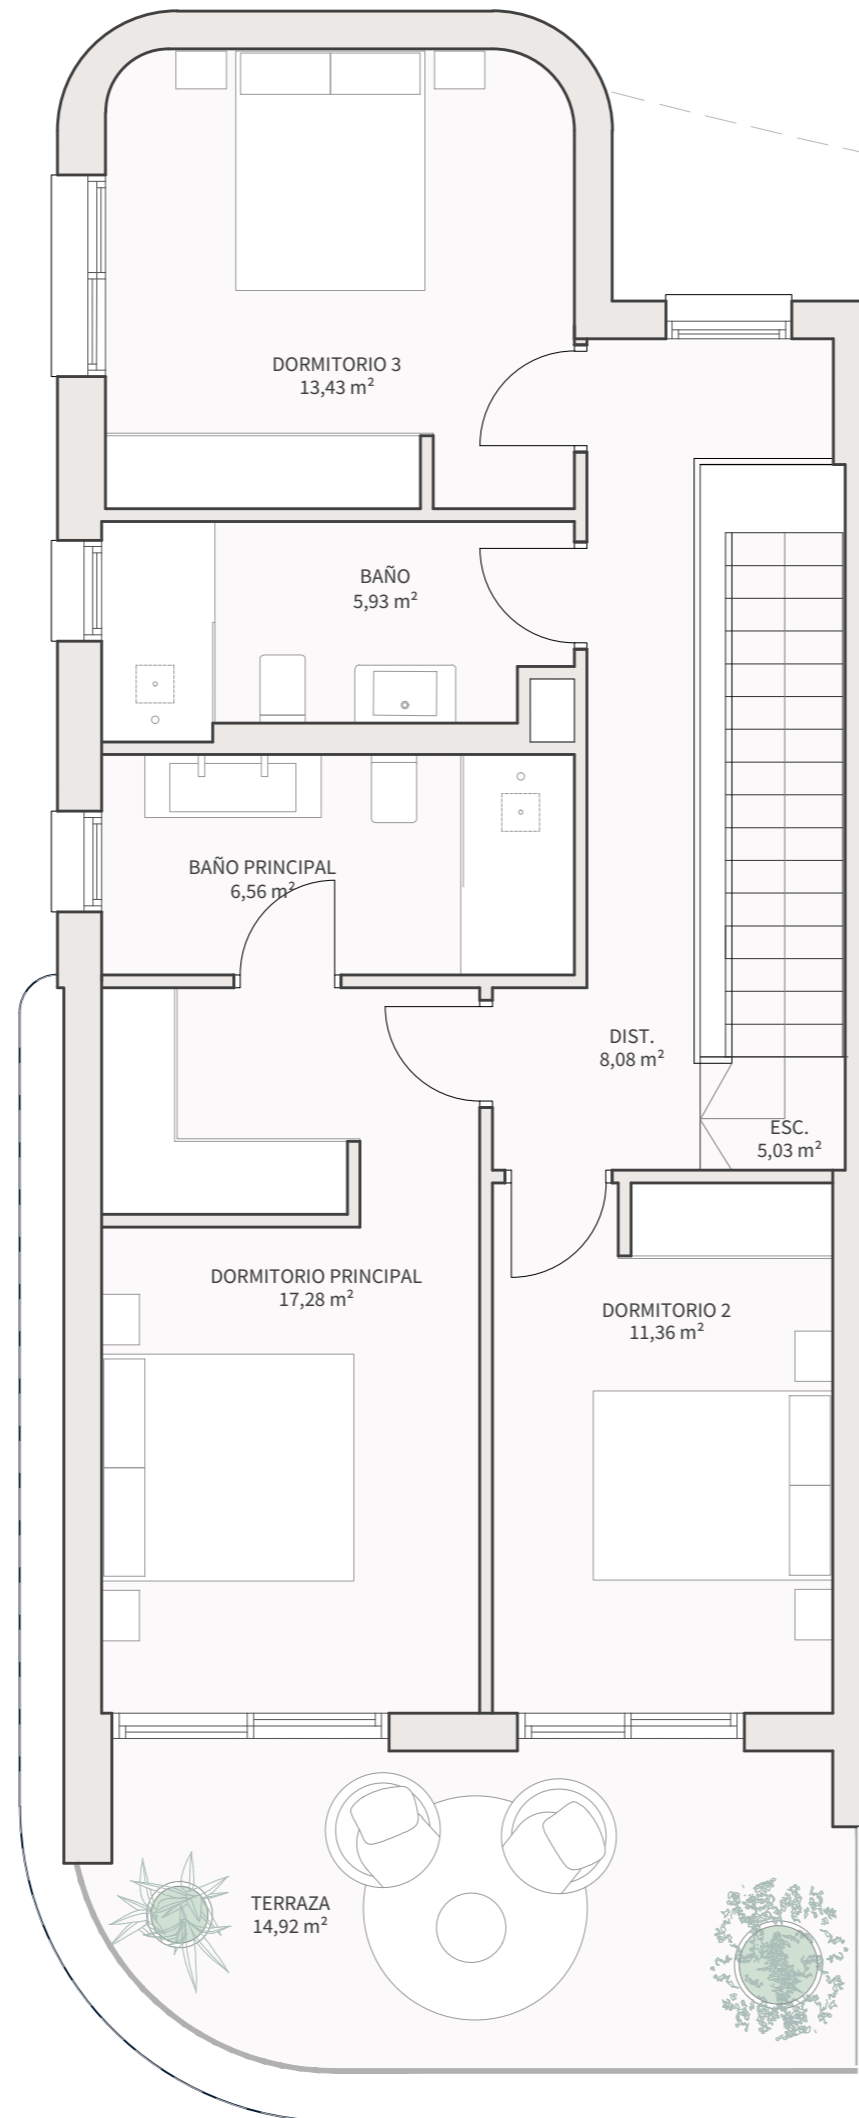 DORMITORIO 3
13,43 m²
BAÑO
5,93 m²
BAÑO PRINCIPAL
6,56 m²
DIST.
8,08 m²
ESC.
5,03 m²
DORMITORIO PRINCIPAL
17,28 m²
DORMITORIO 2
11,36 m²
TERRAZA
14,92 m²